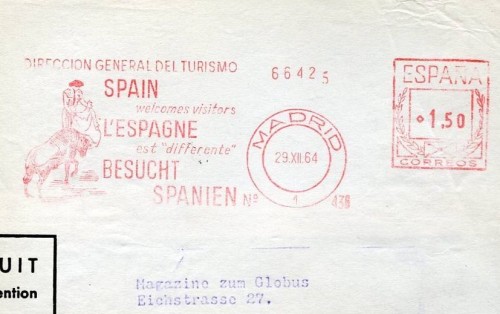 DIRECCION GENERAL DEL TURISMO
SPAIN
welcomes visitors
L'ESPAGNE
est "differente"
BESUCHT
SPANIEN
66425
MADRID
29.XII.64
Nº 1 438
ESPAÑA
1,50
CORREOS
UIT
ention
Magazine zum Globus
Eichstrasse 27.